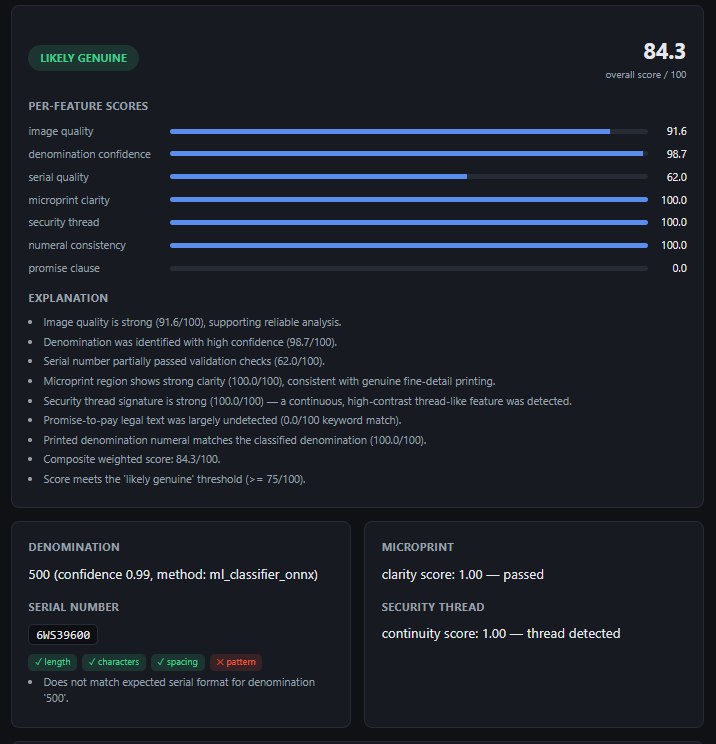 LIKELY GENUINE
84.3
overall score / 100
PER-FEATURE SCORES
image quality 91.6
denomination confidence 98.7
serial quality 62.0
microprint clarity 100.0
security thread 100.0
numeral consistency 100.0
promise clause 0.0
EXPLANATION
• Image quality is strong (91.6/100), supporting reliable analysis.
• Denomination was identified with high confidence (98.7/100).
• Serial number partially passed validation checks (62.0/100).
• Microprint region shows strong clarity (100.0/100), consistent with genuine fine-detail printing.
• Security thread signature is strong (100.0/100) — a continuous, high-contrast thread-like feature was detected.
• Promise-to-pay legal text was largely undetected (0.0/100 keyword match).
• Printed denomination numeral matches the classified denomination (100.0/100).
• Composite weighted score: 84.3/100.
• Score meets the 'likely genuine' threshold (>= 75/100).
DENOMINATION
500 (confidence 0.99, method: ml_classifier_onnx)
SERIAL NUMBER
6WS39600
✓ length ✓ characters ✓ spacing ✕ pattern
• Does not match expected serial format for denomination
'500'.
MICROPRINT
clarity score: 1.00 — passed
SECURITY THREAD
continuity score: 1.00 — thread detected